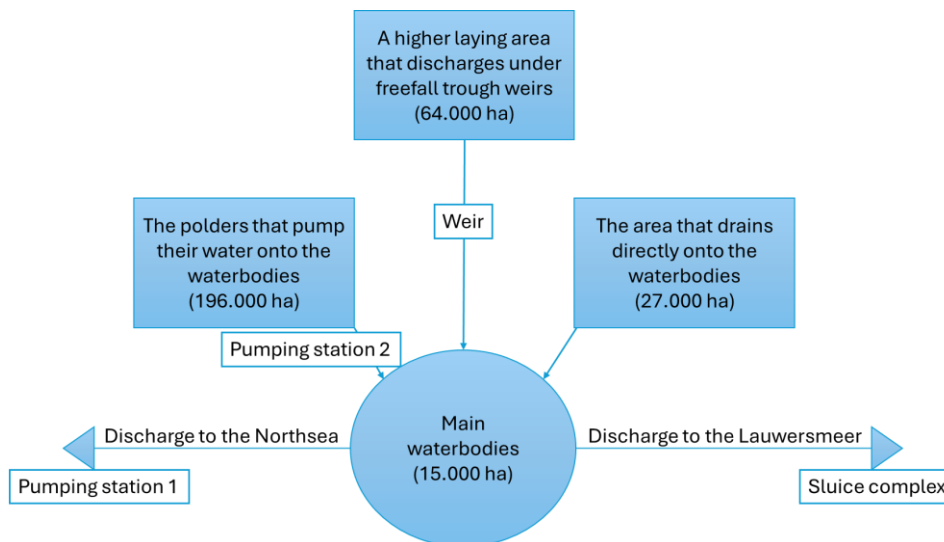 A higher laying area
that discharges under
freefall trough weirs
(64.000 ha)
Weir
The polders that pump
their water onto the
waterbodies
(196.000 ha)
The area that drains
directly onto the
waterbodies
(27.000 ha)
Pumping station 2
Main
waterbodies
(15.000 ha)
Discharge to the Northsea
Discharge to the Lauwersmeer
Pumping station 1
Sluice complex